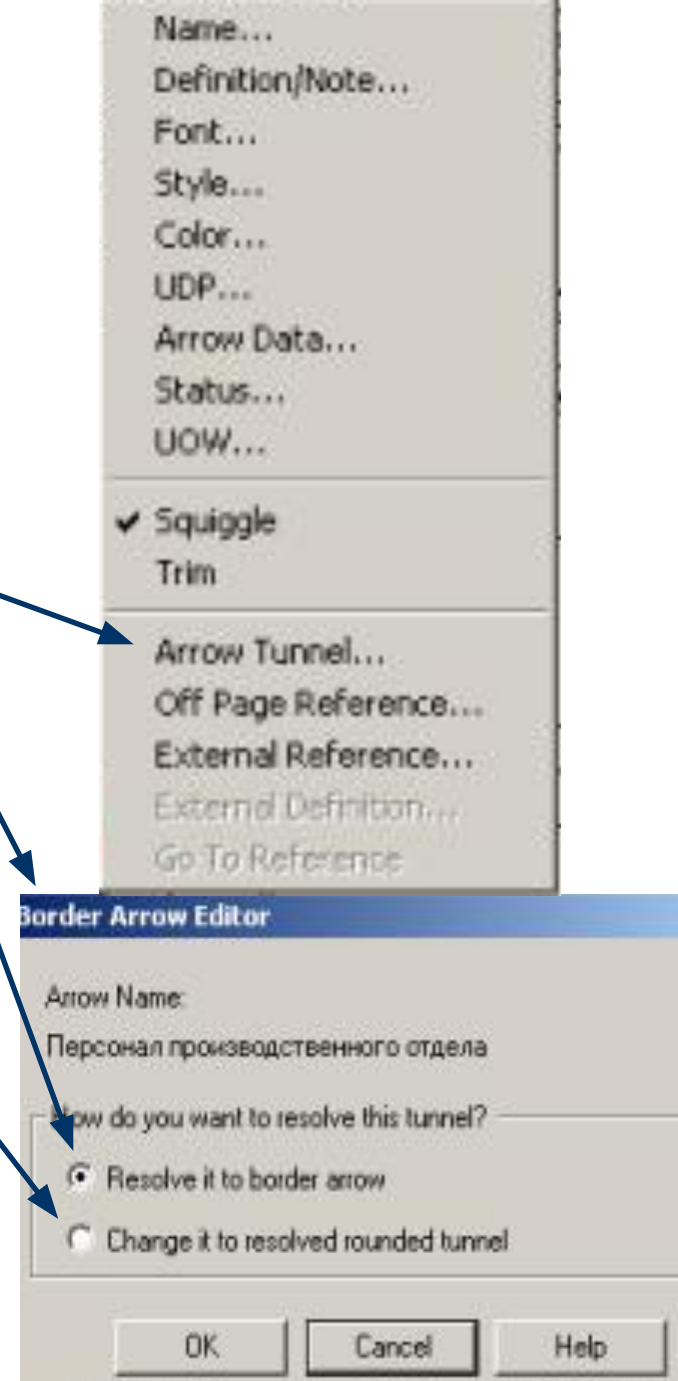 Name...
Definition/Note...
Font...
Style...
Color...
UDP...
Arrow Data...
Status...
UOW...
Squiggle
Trim
Arrow Tunnel...
Off Page Reference...
External Reference...
External Definition...
Go To Reference
Border Arrow Editor
Arrow Name:
Персонал производственного отдела
How do you want to resolve this tunnel?
Resolve it to border arrow
Change it to resolved rounded tunnel
OK Cancel Help